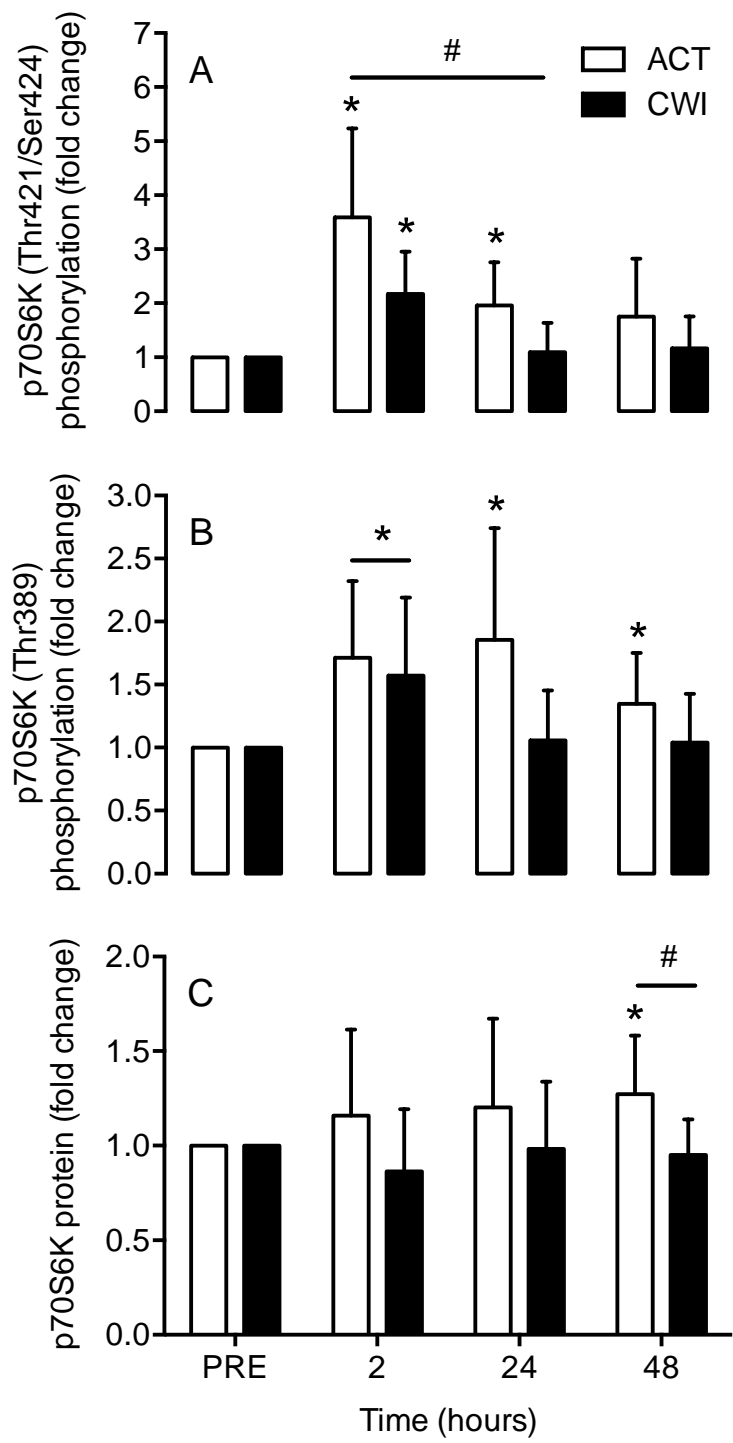 p70S6K (Thr421/Ser424)
phosphorylation (fold change)
7
6
5
4
3
2
1
0
A
#
ACT
CWI
*
*
*
p70S6K (Thr389)
phosphorylation (fold change)
3.0
2.5
2.0
1.5
1.0
0.5
0.0
B
*
*
*
p70S6K protein (fold change)
2.0
1.5
1.0
0.5
0.0
C
#
*
PRE 2 24 48
Time (hours)